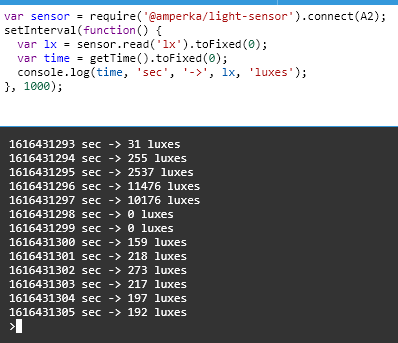 var sensor = require('@amperka/light-sensor').connect(A2);
setInterval(function() {
  var lx = sensor.read('lx').toFixed(0);
  var time = getTime().toFixed(0);
  console.log(time, 'sec', '->', lx, 'luxes');
}, 1000);
1616431293 sec -> 31 luxes
1616431294 sec -> 255 luxes
1616431295 sec -> 2537 luxes
1616431296 sec -> 11476 luxes
1616431297 sec -> 10176 luxes
1616431298 sec -> 0 luxes
1616431299 sec -> 0 luxes
1616431300 sec -> 159 luxes
1616431301 sec -> 218 luxes
1616431302 sec -> 273 luxes
1616431303 sec -> 217 luxes
1616431304 sec -> 197 luxes
1616431305 sec -> 192 luxes
>